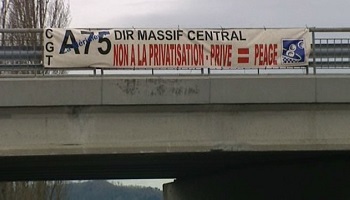 CGT
A75
DIR MASSIF CENTRAL
NON A LA PRIVATISATION - PRIVE = PEAGE